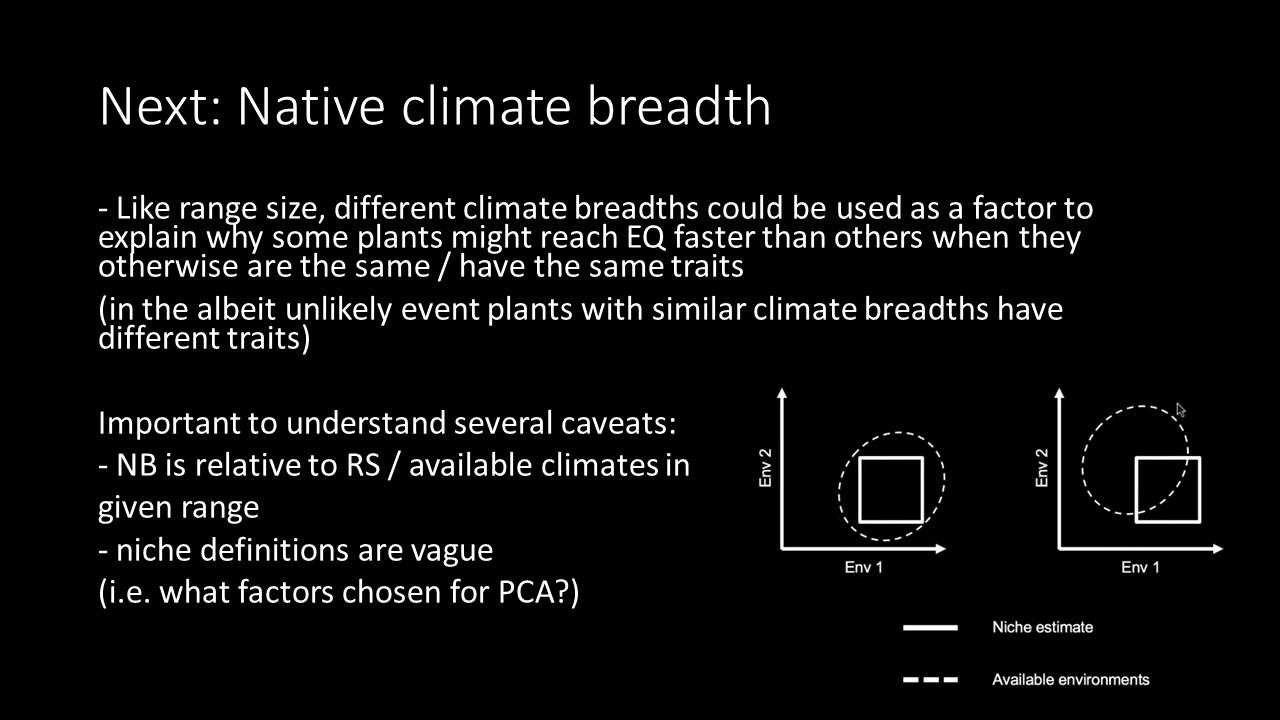 Next: Native climate breadth
- Like range size, different climate breadths could be used as a factor to
explain why some plants might reach EQ faster than others when they
otherwise are the same / have the same traits
(in the albeit unlikely event plants with similar climate breadths have
different traits)
Important to understand several caveats:
- NB is relative to RS / available climates in
given range
- niche definitions are vague
(i.e. what factors chosen for PCA?)
Env 2
Env 1
Env 2
Env 1
Niche estimate
Available environments